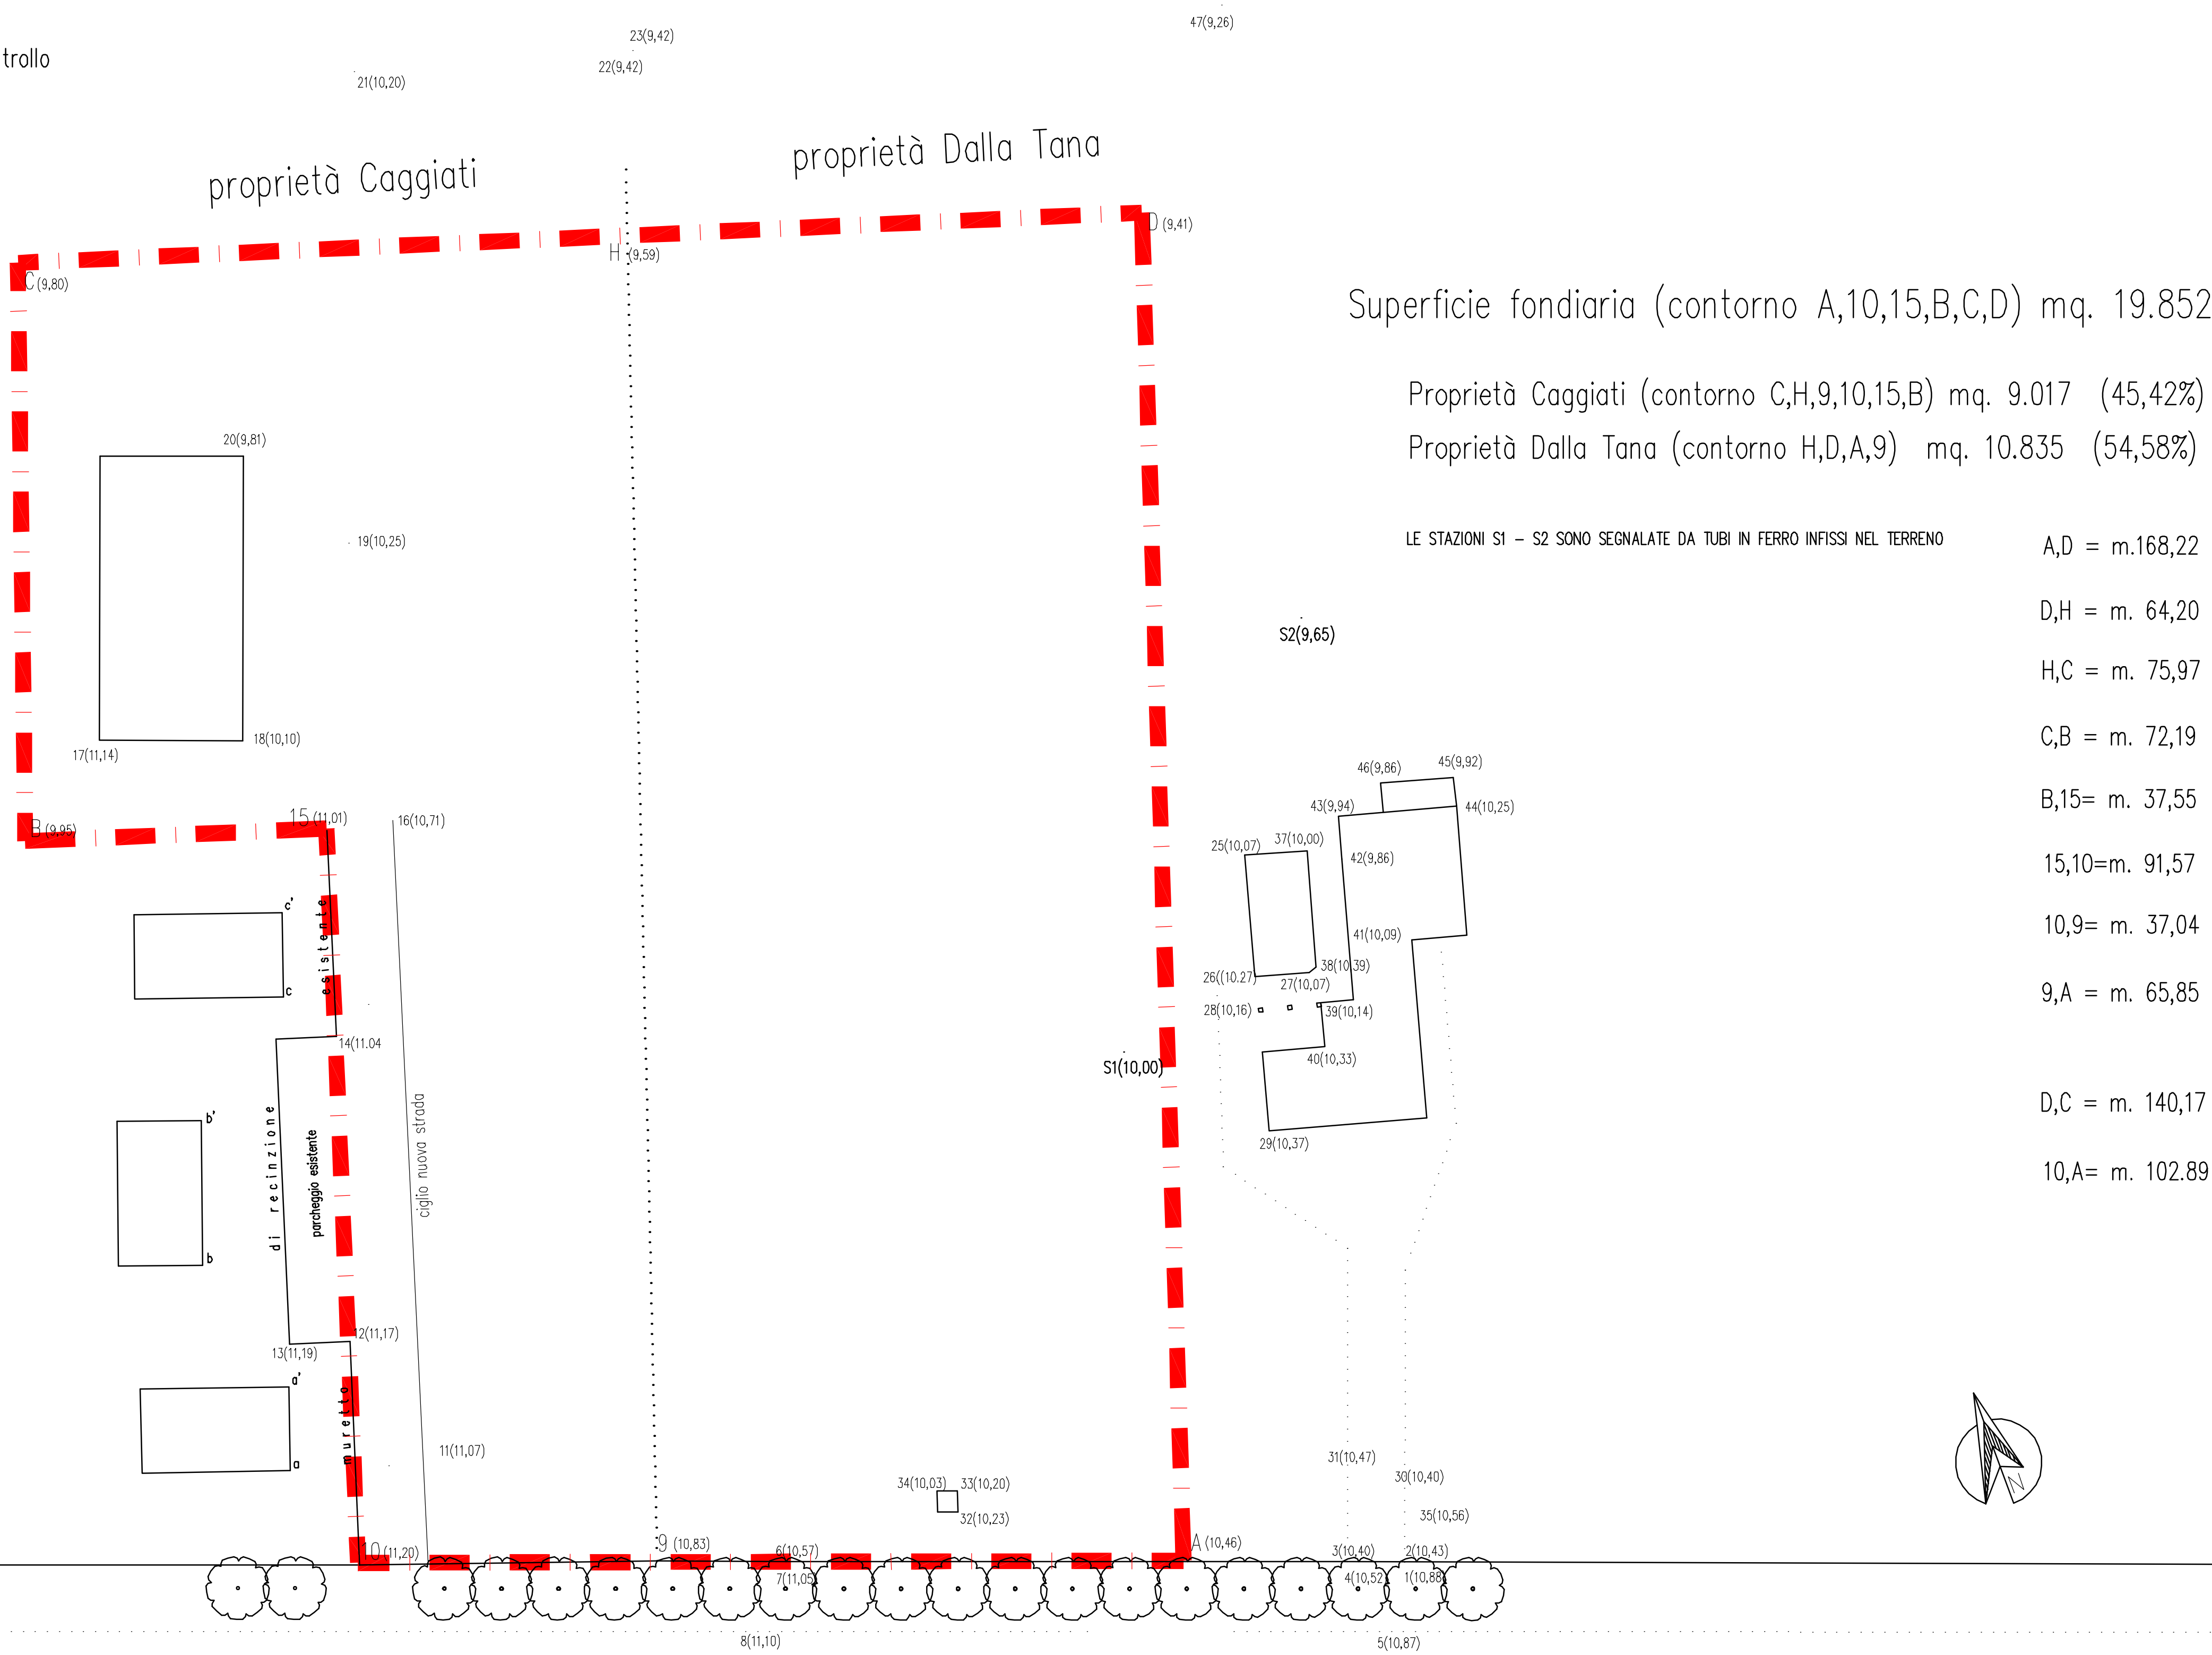 47(9,26)
23(9,42)
trollo
22(9,42)
21(10,20)
proprietà Dalla Tana
proprietà Caggiati
D (9,41)
H (9,59)
C (9,80)
Superficie fondiaria (contorno A,10,15,B,C,D) mq. 19.852
Proprietà Caggiati (contorno C,H,9,10,15,B) mq. 9.017 (45,42%)
Proprietà Dalla Tana (contorno H,D,A,9) mq. 10.835 (54,58%)
20(9,81)
19(10,25)
LE STAZIONI S1 – S2 SONO SEGNALATE DA TUBI IN FERRO INFISSI NEL TERRENO
A,D = m.168,22
D,H = m. 64,20
S2(9,65)
H,C = m. 75,97
C,B = m. 72,19
18(10,10)
17(11,14)
46(9,86)
45(9,92)
B,15= m. 37,55
43(9,94)
44(10,25)
15 (11,01)
16(10,71)
B (9,95)
37(10,00)
25(10,07)
42(9,86)
15,10=m. 91,57
c'
esistente
10,9= m. 37,04
41(10,09)
38(10,39)
26((10.27)
27(10,07)
c
9,A = m. 65,85
28(10,16)
39(10,14)
14(11.04
40(10,33)
S1(10,00)
D,C = m. 140,17
b'
di recinzione
parcheggio esistente
ciglio nuova strada
29(10,37)
10,A= m. 102.89
b
12(11,17)
13(11,19)
a'
muretto
11(11,07)
a
31(10,47)
30(10,40)
34(10,03)
33(10,20)
32(10,23)
35(10,56)
N
10 (11,20)
9 (10,83)
6(10,57)
A (10,46)
3(10,40)
2(10,43)
7(11,05)
4(10,52)
1(10,88)
8(11,10)
5(10,87)